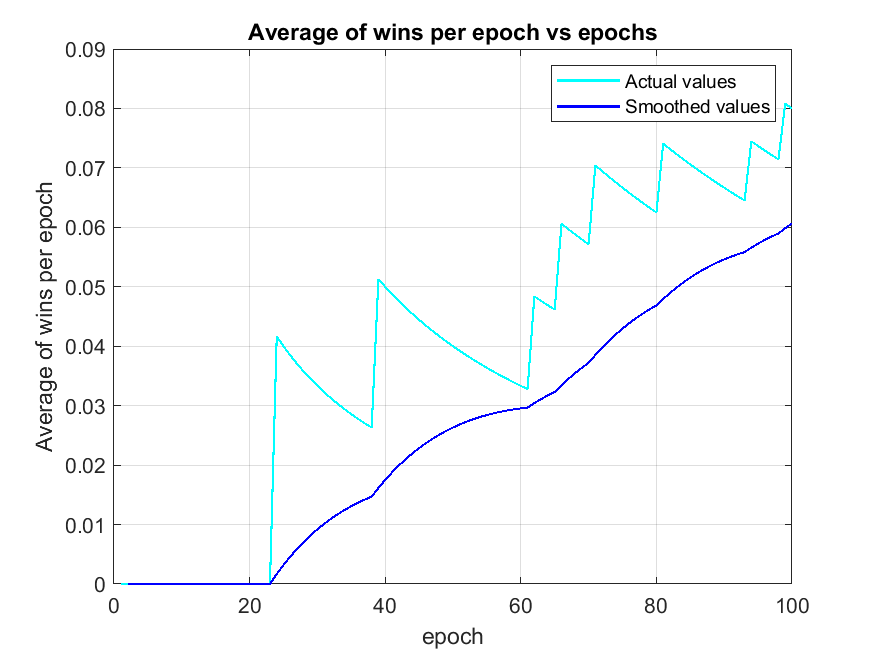 Average of wins per epoch vs epochs
Actual values
Smoothed values
Average of wins per epoch
0.09
0.08
0.07
0.06
0.05
0.04
0.03
0.02
0.01
0
0 20 40 60 80 100
epoch